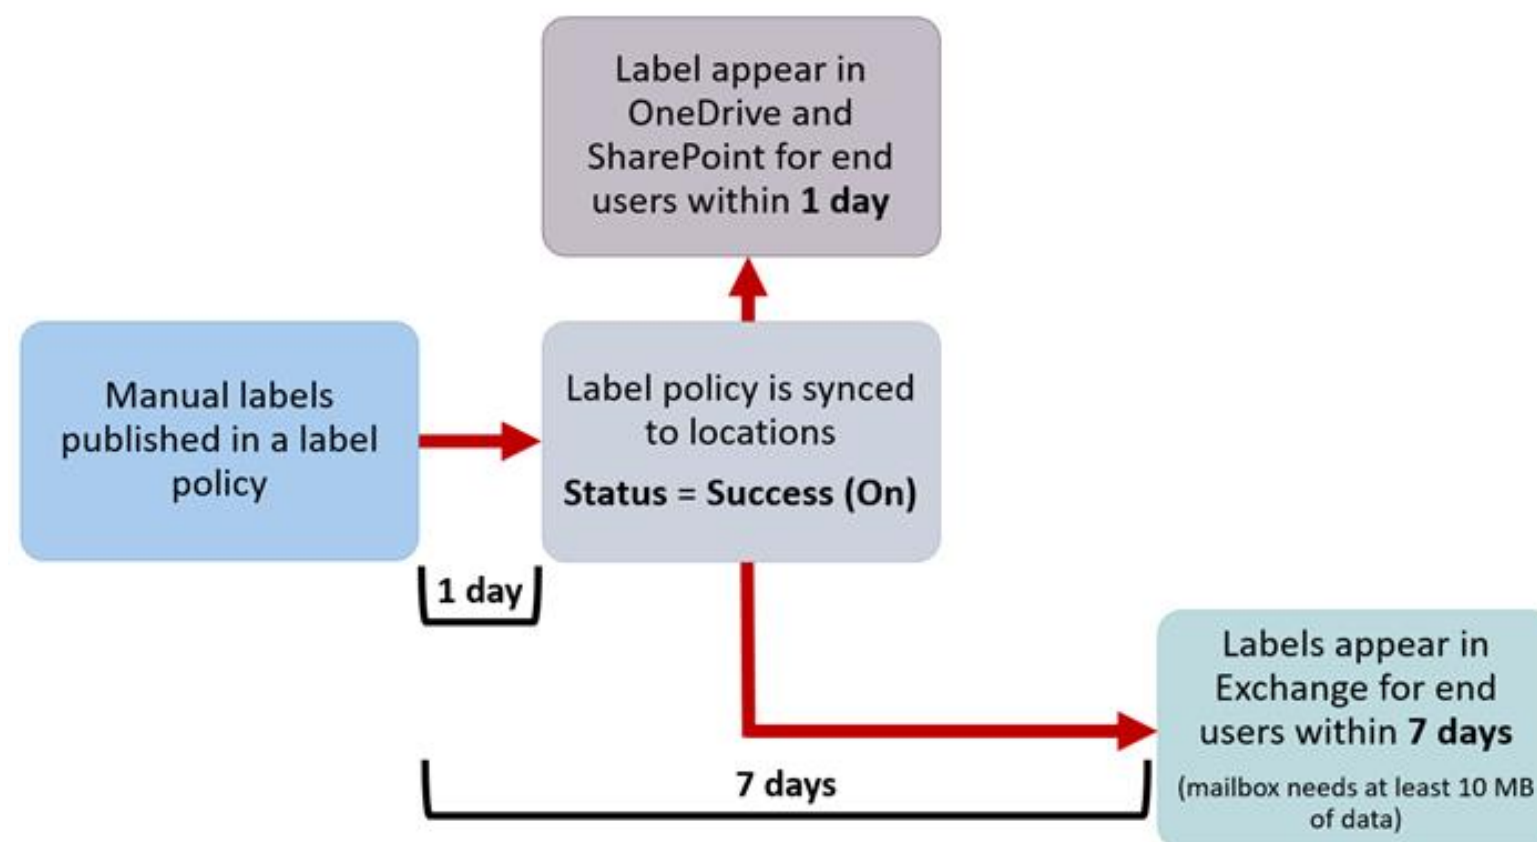 Label appear in
OneDrive and
SharePoint for end
users within 1 day
Manual labels
published in a label
policy
Label policy is synced
to locations
Status = Success (On)
1 day
7 days
Labels appear in
Exchange for end
users within 7 days
(mailbox needs at least 10 MB
of data)